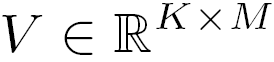 V ∈ ℝ^{K×M}